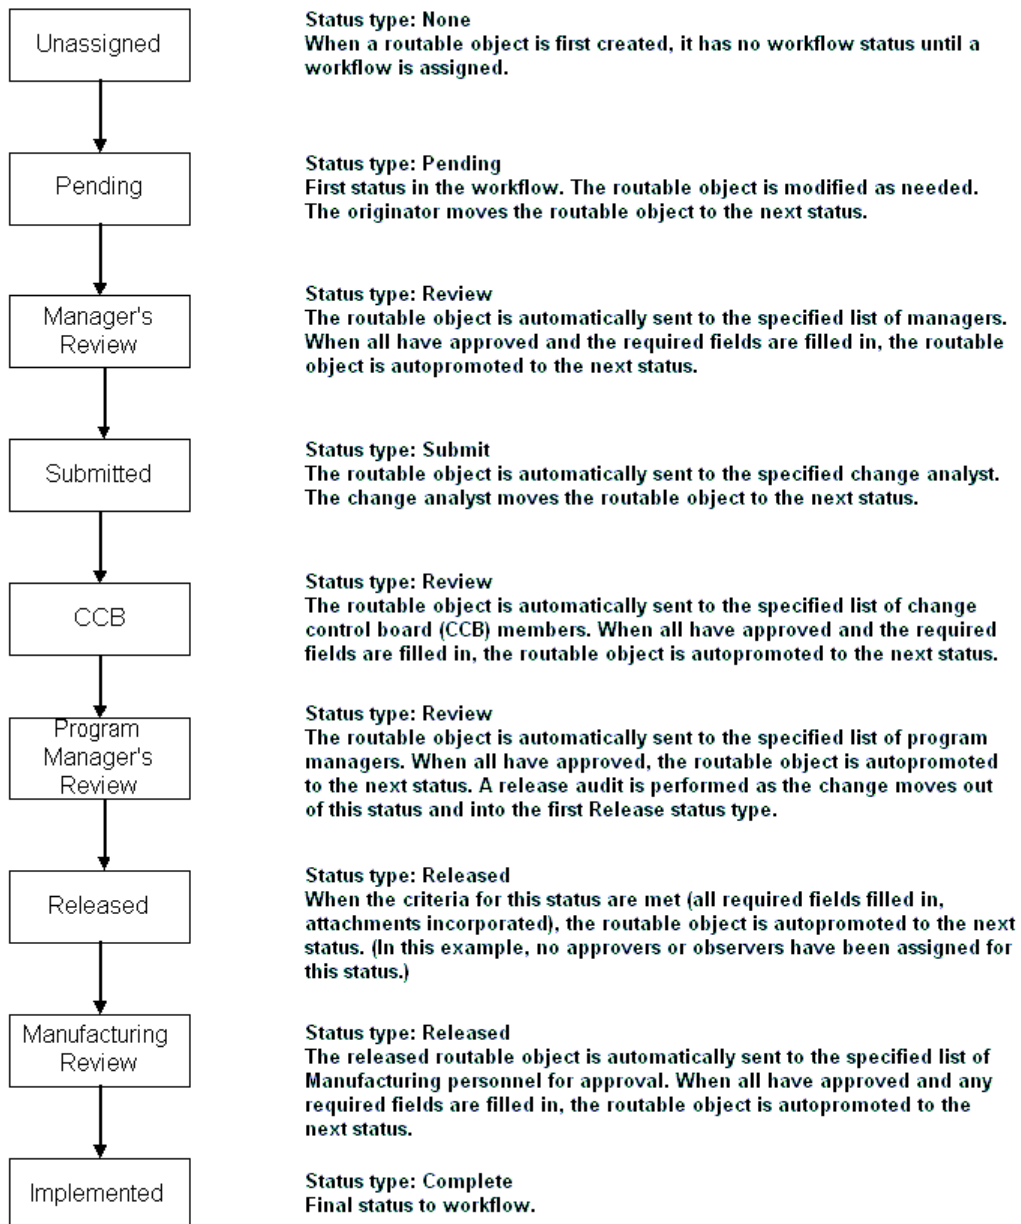 Unassigned
Status type: None
When a routable object is first created, it has no workflow status until a
workflow is assigned.
Pending
Status type: Pending
First status in the workflow. The routable object is modified as needed.
The originator moves the routable object to the next status.
Manager's
Review
Status type: Review
The routable object is automatically sent to the specified list of managers.
When all have approved and the required fields are filled in, the routable
object is autopromoted to the next status.
Submitted
Status type: Submit
The routable object is automatically sent to the specified change analyst.
The change analyst moves the routable object to the next status.
CCB
Status type: Review
The routable object is automatically sent to the specified list of change
control board (CCB) members. When all have approved and the required
fields are filled in, the routable object is autopromoted to the next status.
Program
Manager's
Review
Status type: Review
The routable object is automatically sent to the specified list of program
managers. When all have approved, the routable object is autopromoted
to the next status. A release audit is performed as the change moves out
of this status and into the first Release status type.
Released
Status type: Released
When the criteria for this status are met (all required fields filled in,
attachments incorporated), the routable object is autopromoted to the next
status. (In this example, no approvers or observers have been assigned for
this status.)
Manufacturing
Review
Status type: Released
The released routable object is automatically sent to the specified list of
Manufacturing personnel for approval. When all have approved and any
required fields are filled in, the routable object is autopromoted to the
next status.
Implemented
Status type: Complete
Final status to workflow.